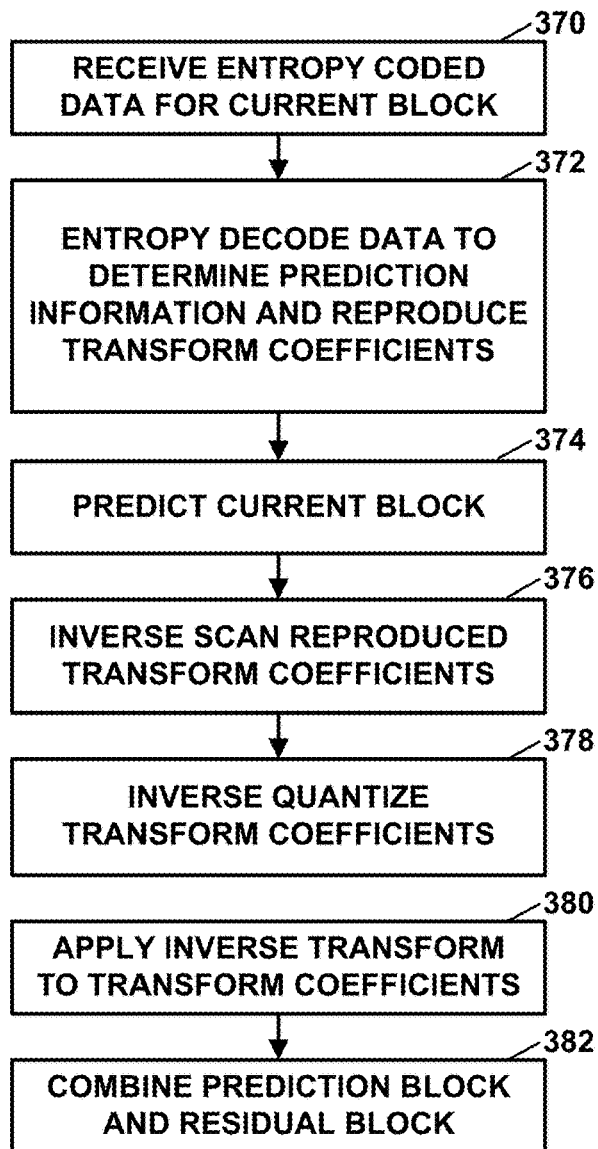 370
RECEIVE ENTROPY CODED
DATA FOR CURRENT BLOCK
372
ENTROPY DECODE DATA TO
DETERMINE PREDICTION
INFORMATION AND REPRODUCE
TRANSFORM COEFFICIENTS
374
PREDICT CURRENT BLOCK
376
INVERSE SCAN REPRODUCED
TRANSFORM COEFFICIENTS
378
INVERSE QUANTIZE
TRANSFORM COEFFICIENTS
380
APPLY INVERSE TRANSFORM
TO TRANSFORM COEFFICIENTS
382
COMBINE PREDICTION BLOCK
AND RESIDUAL BLOCK